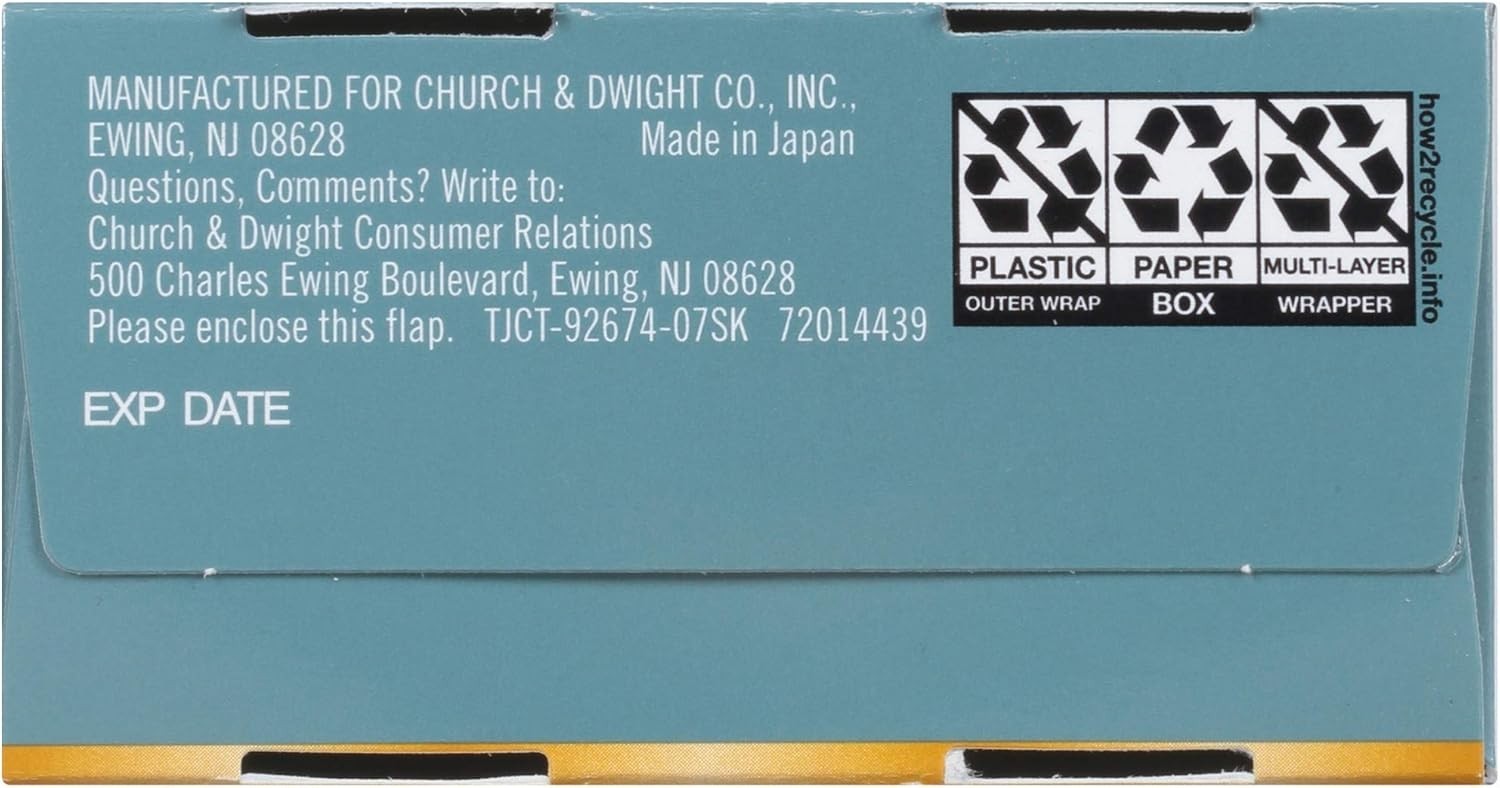 MANUFACTURED FOR CHURCH & DWIGHT CO., INC.,
EWING, NJ 08628 Made in Japan
Questions, Comments? Write to:
Church & Dwight Consumer Relations
500 Charles Ewing Boulevard, Ewing, NJ 08628
Please enclose this flap. TJCT-92674-07SK 72014439
EXP DATE
PLASTIC PAPER MULTI-LAYER
OUTER WRAP BOX WRAPPER
how2recycle.info